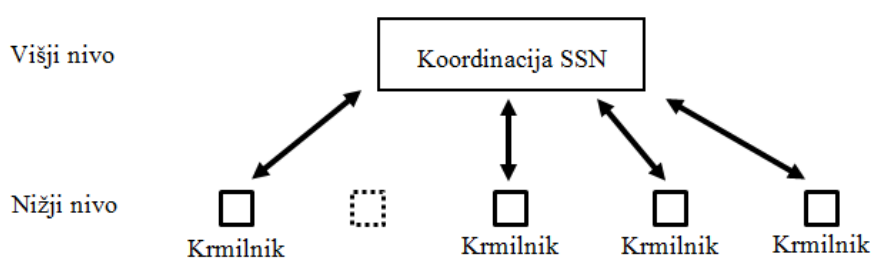 Višji nivo
Koordinacija SSN
Nižji nivo
Krmilnik
Krmilnik
Krmilnik
Krmilnik